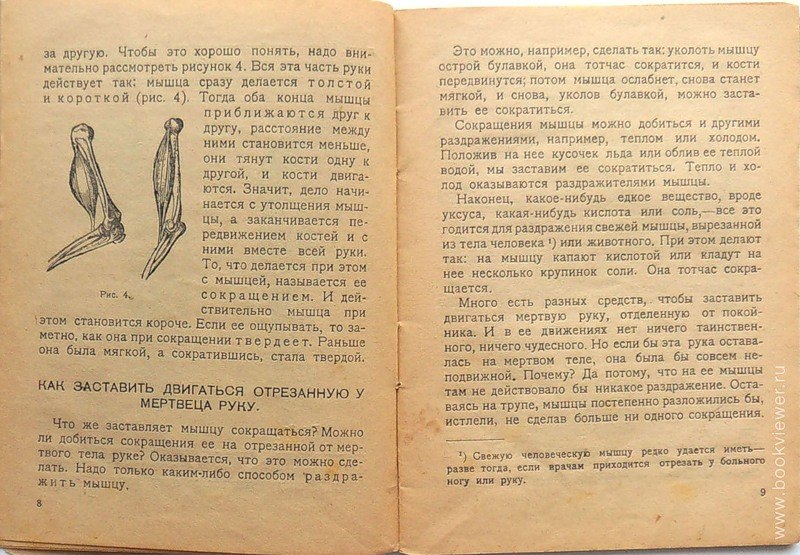 за другую. Чтобы это хорошо понять, надо вни-
мательно рассмотреть рисунок 4. Вся эта часть руки
действует так: мышца сразу делается толстой
и короткой (рис. 4). Тогда оба конца мышцы
приближаются друг к
другу, расстояние между
ними становится меньше,
они тянут кости одну к
другой, и кости двига-
ются. Значит, дело начи-
нается с утолщения мыш-
цы, а заканчивается пе-
редвижением костей и с
ними вместе всей руки.
То, что делается при этом
с мышцей, называется ее
сокращением. И дей-
ствительно мышца при
Рис. 4.
этом становится короче. Если ее ощупывать, то за-
метно, как она при сокращении твердеет. Раньше
она была мягкой, а сократившись, стала твердой.
КАК ЗАСТАВИТЬ ДВИГАТЬСЯ ОТРЕЗАННУЮ У
МЕРТВЕЦА РУКУ.
Что же заставляет мышцу сокращаться? Можно
ли добиться сокращения ее на отрезанной от мер-
твого тела руке? Оказывается, что это можно сде-
лать. Надо только каким-либо способом раздра-
жить мышцу.
8
Это можно, например, сделать так: уколоть мышцу
острой булавкой, она тотчас сократится, и кости
передвинутся; потом мышца ослабнет, снова станет
мягкой, и снова, уколов булавкой, можно заста-
вить ее сократиться.
Сокращения мышцы можно добиться и другими
раздражениями, например, теплом или холодом.
Положив на нее кусочек льда или облив ее теплой
водой, мы заставим ее сократиться. Тепло и хо-
лод оказываются раздражителями мышцы.
Наконец, какое-нибудь едкое вещество, вроде
уксуса, какая-нибудь кислота или соль,—все это
годится для раздражения свежей мышцы, вырезанной
из тела человека ¹) или животного. При этом делают
так: на мышцу капают кислотой или кладут на
нее несколько крупинок соли. Она тотчас сокра-
щается.
Много есть разных средств, чтобы заставить
двигаться мертвую руку, отделенную от покой-
ника. И в ее движениях нет ничего таинствен-
ного, ничего чудесного. Но если бы эта рука остава-
лась на мертвом теле, она была бы совсем не-
подвижной. Почему? Да потому, что на ее мышцы
там не действовало бы никакое раздражение. Оста-
ваясь на трупе, мышцы постепенно разложились бы,
истлели, не сделав больше ни одного сокращения.
¹) Свежую человеческую мышцу редко удается иметь—
разве тогда, если врачам приходится отрезать у больного
ногу или руку.
9
www.bookviewer.ru